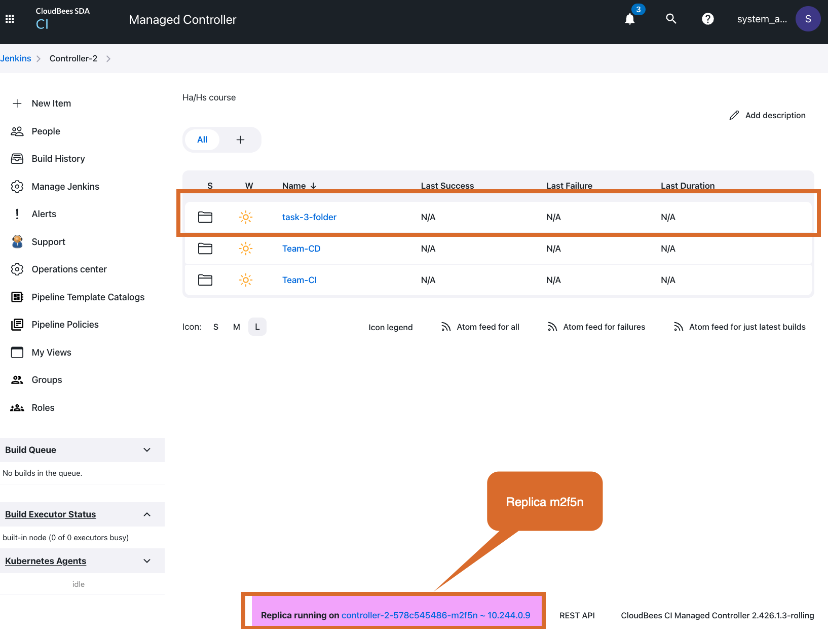 CloudBees SDA
CI
Managed Controller
3
system_a...
S
Jenkins
Controller-2
New Item
People
Build History
Manage Jenkins
Alerts
Support
Operations center
Pipeline Template Catalogs
Pipeline Policies
My Views
Groups
Roles
Build Queue
No builds in the queue.
Build Executor Status
built-in node (0 of 0 executors busy)
Kubernetes Agents
idle
Ha/Hs course
Add description
All +
S W Name ↓ Last Success Last Failure Last Duration
task-3-folder N/A N/A N/A
Team-CD N/A N/A N/A
Team-CI N/A N/A N/A
Icon: S M L Icon legend Atom feed for all Atom feed for failures Atom feed for just latest builds
Replica m2f5n
Replica running on controller-2-578c545486-m2f5n ~ 10.244.0.9 REST API CloudBees CI Managed Controller 2.426.1.3-rolling